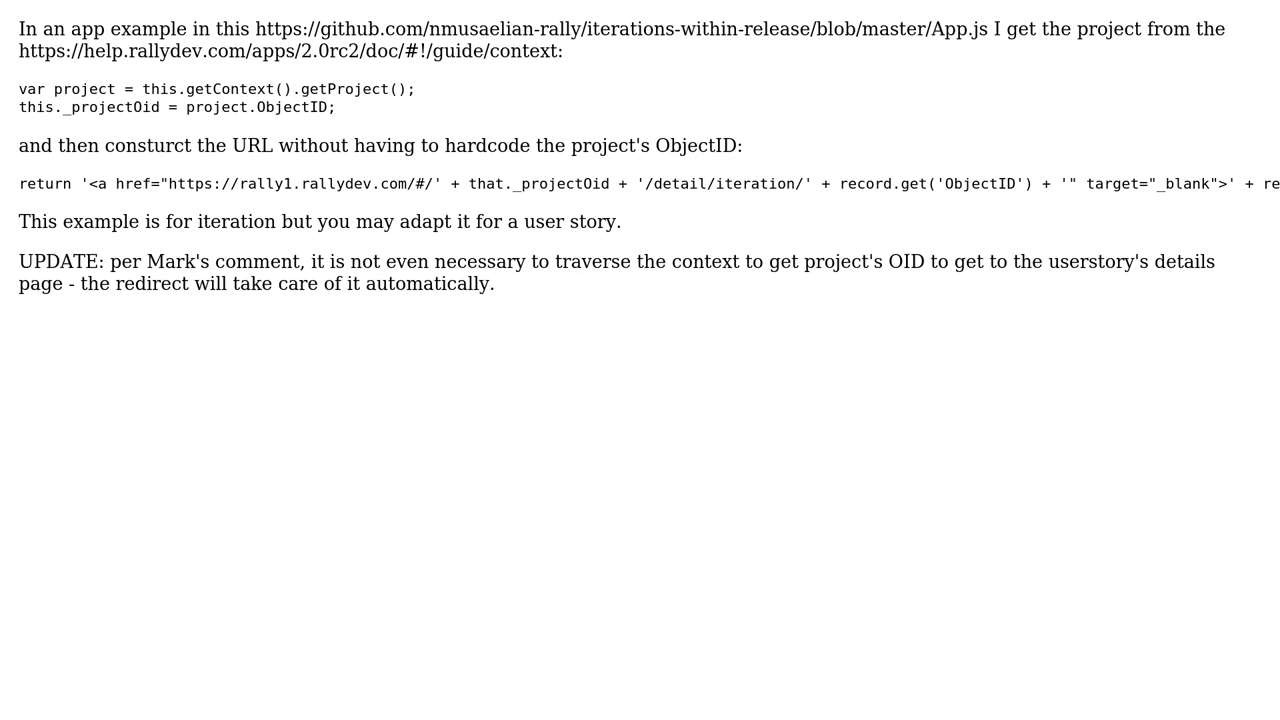 In an app example in this https://github.com/nmusaelian-rally/iterations-within-release/blob/master/App.js I get the project from the
https://help.rallydev.com/apps/2.0rc2/doc/#!/guide/context:
var project = this.getContext().getProject();
this._projectOid = project.ObjectID;
and then consturct the URL without having to hardcode the project's ObjectID:
return '<a href="https://rally1.rallydev.com/#/' + that._projectOid + '/detail/iteration/' + record.get('ObjectID') + '" target="_blank">' + re
This example is for iteration but you may adapt it for a user story.
UPDATE: per Mark's comment, it is not even necessary to traverse the context to get project's OID to get to the userstory's details
page - the redirect will take care of it automatically.